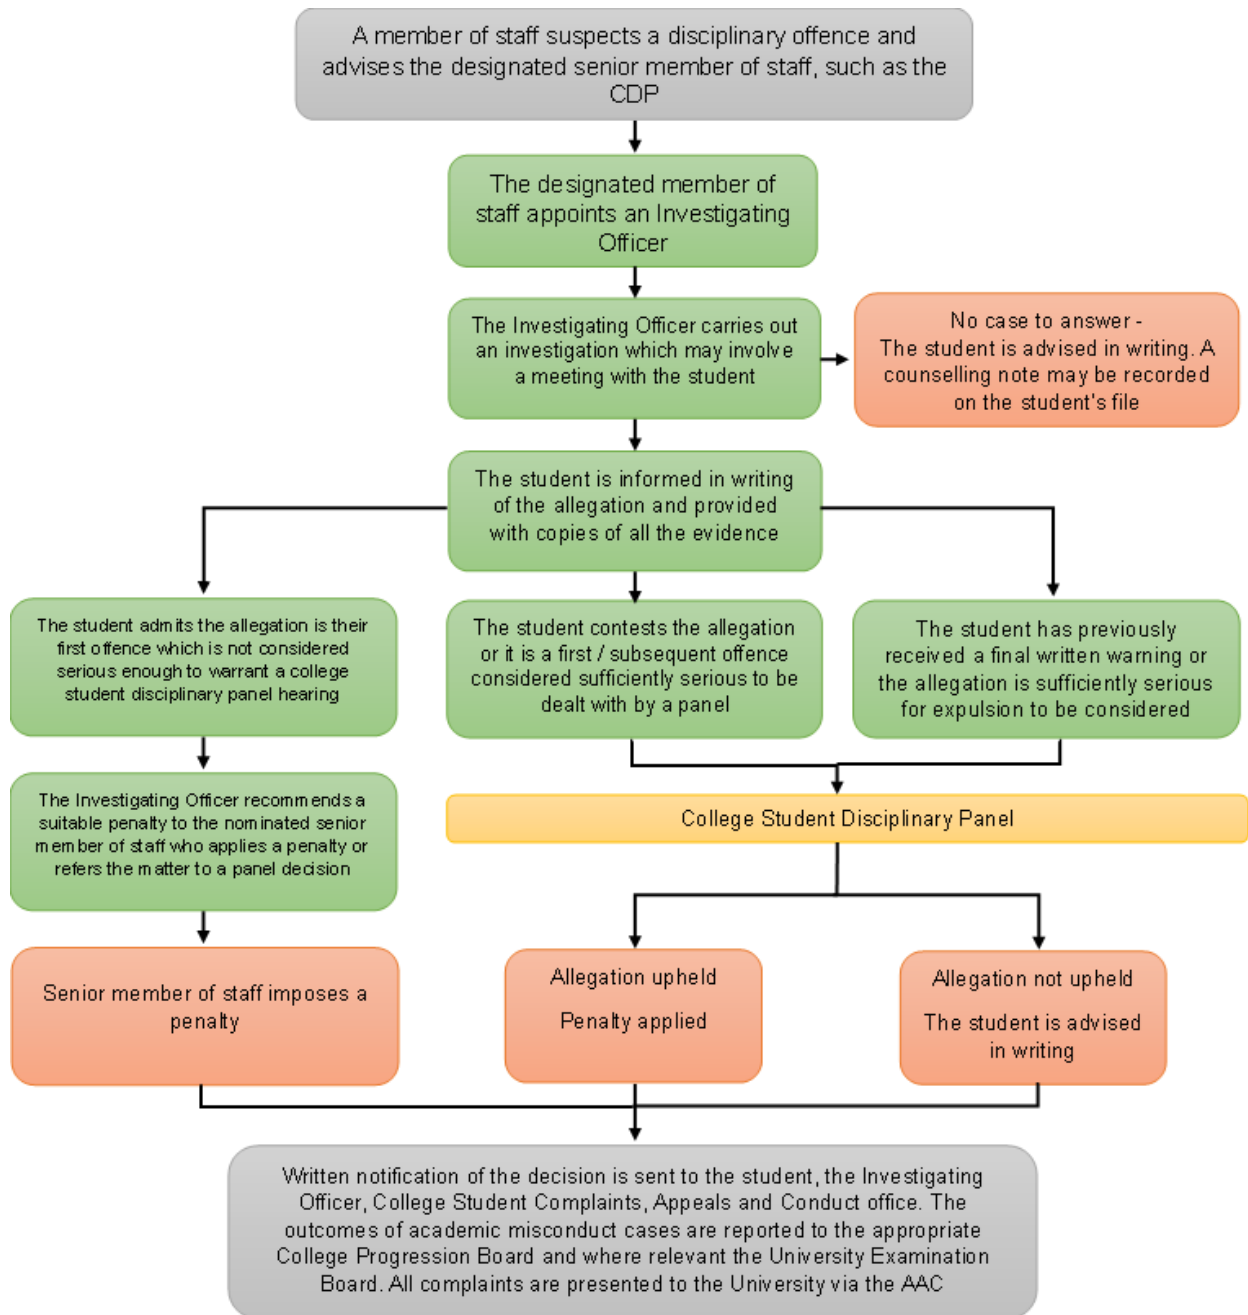 A member of staff suspects a disciplinary offence and
advises the designated senior member of staff, such as the
CDP
The designated member of
staff appoints an Investigating
Officer
The Investigating Officer carries out
an investigation which may involve
a meeting with the student
No case to answer -
The student is advised in writing. A
counselling note may be recorded
on the student's file
The student is informed in writing
of the allegation and provided
with copies of all the evidence
The student admits the allegation is their
first offence which is not considered
serious enough to warrant a college
student disciplinary panel hearing
The student contests the allegation
or it is a first / subsequent offence
considered sufficiently serious to be
dealt with by a panel
The student has previously
received a final written warning or
the allegation is sufficiently serious
for expulsion to be considered
The Investigating Officer recommends a
suitable penalty to the nominated senior
member of staff who applies a penalty or
refers the matter to a panel decision
College Student Disciplinary Panel
Senior member of staff imposes a
penalty
Allegation upheld
Penalty applied
Allegation not upheld
The student is advised
in writing
Written notification of the decision is sent to the student, the Investigating
Officer, College Student Complaints, Appeals and Conduct office. The
outcomes of academic misconduct cases are reported to the appropriate
College Progression Board and where relevant the University Examination
Board. All complaints are presented to the University via the AAC